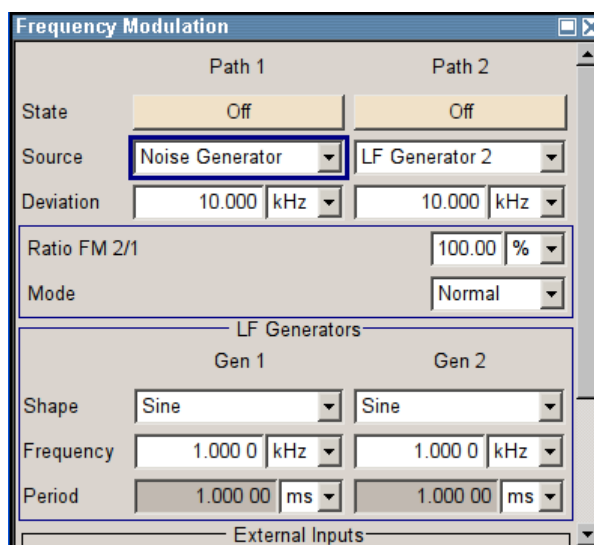 Frequency Modulation
Path 1 Path 2
State Off Off
Source Noise Generator LF Generator 2
Deviation 10.000 kHz 10.000 kHz
Ratio FM 2/1 100.00 %
Mode Normal
LF Generators
Gen 1 Gen 2
Shape Sine Sine
Frequency 1.000 0 kHz 1.000 0 kHz
Period 1.000 00 ms 1.000 00 ms
External Inputs